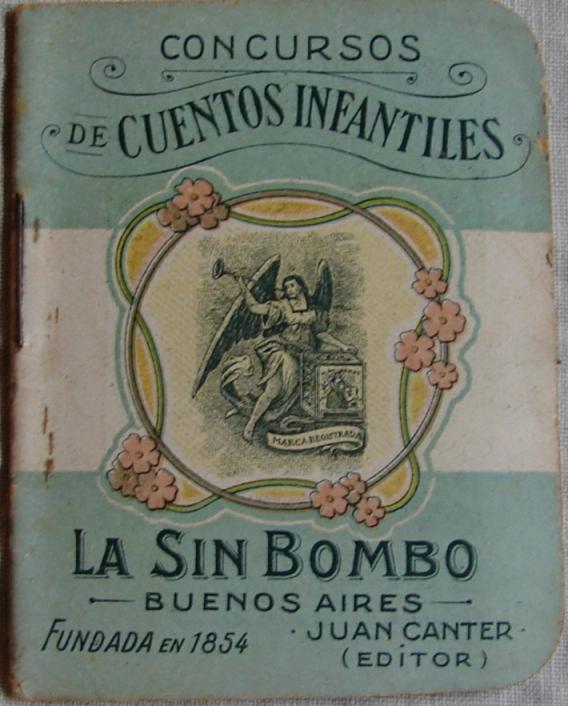 CONCURSOS
DE CUENTOS INFANTILES
MARCA REGISTRADA
LA SIN BOMBO
BUENOS AIRES
FUNDADA EN 1854
· JUAN CANTER ·
(EDITOR)